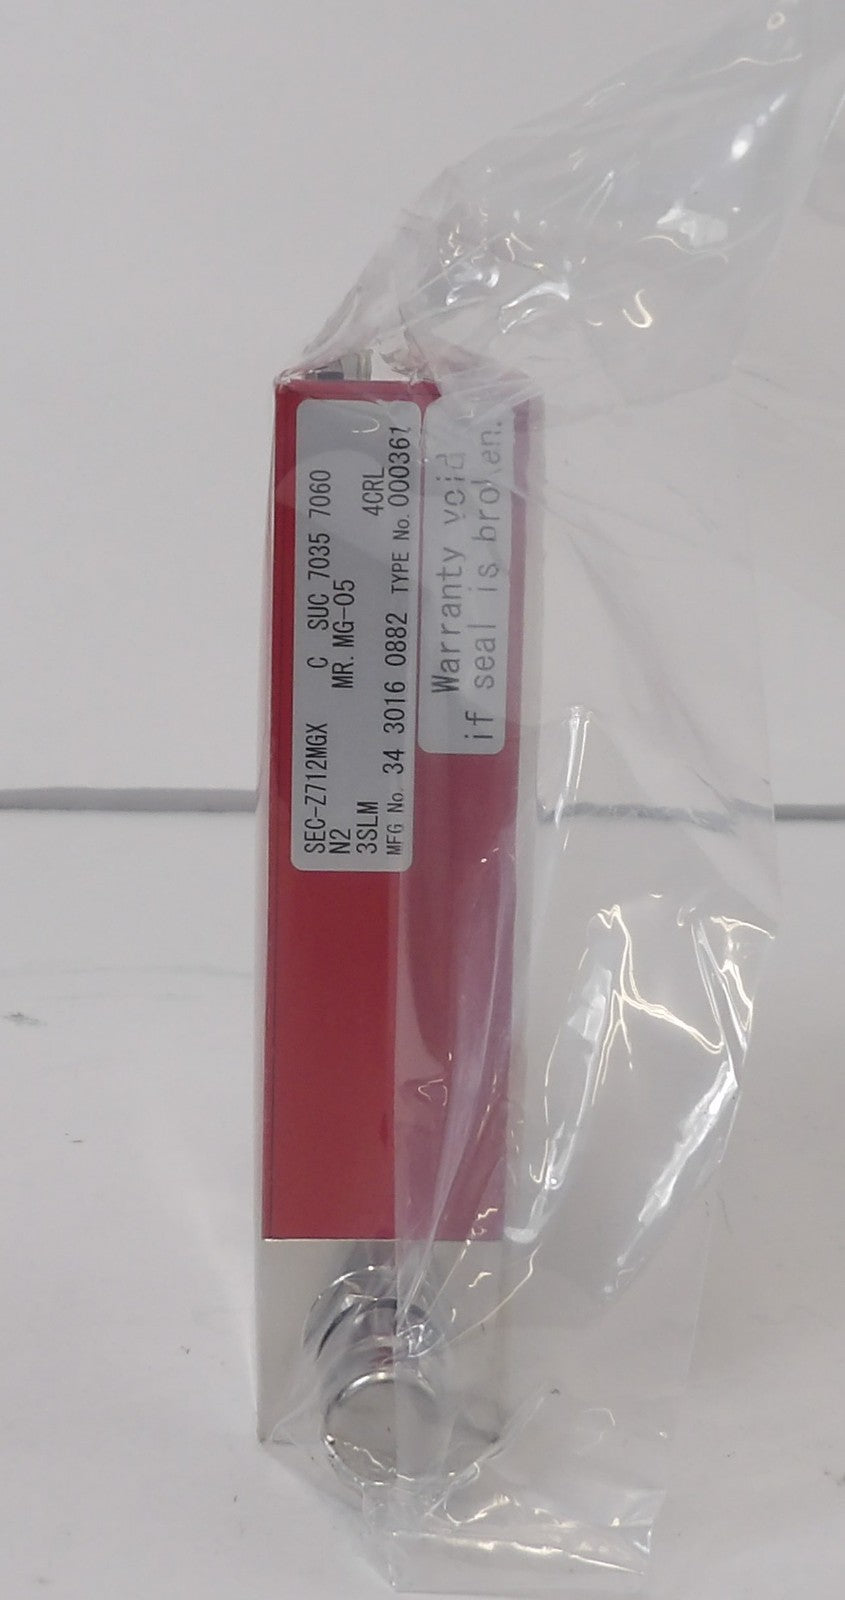 SEC-Z712MGX C SUC 7035 7060
N2 MR. MG-05
3SLM 4CRL
MFG No. 34 3016 0882 TYPE No. 000361
Warranty void
if seal is broken.